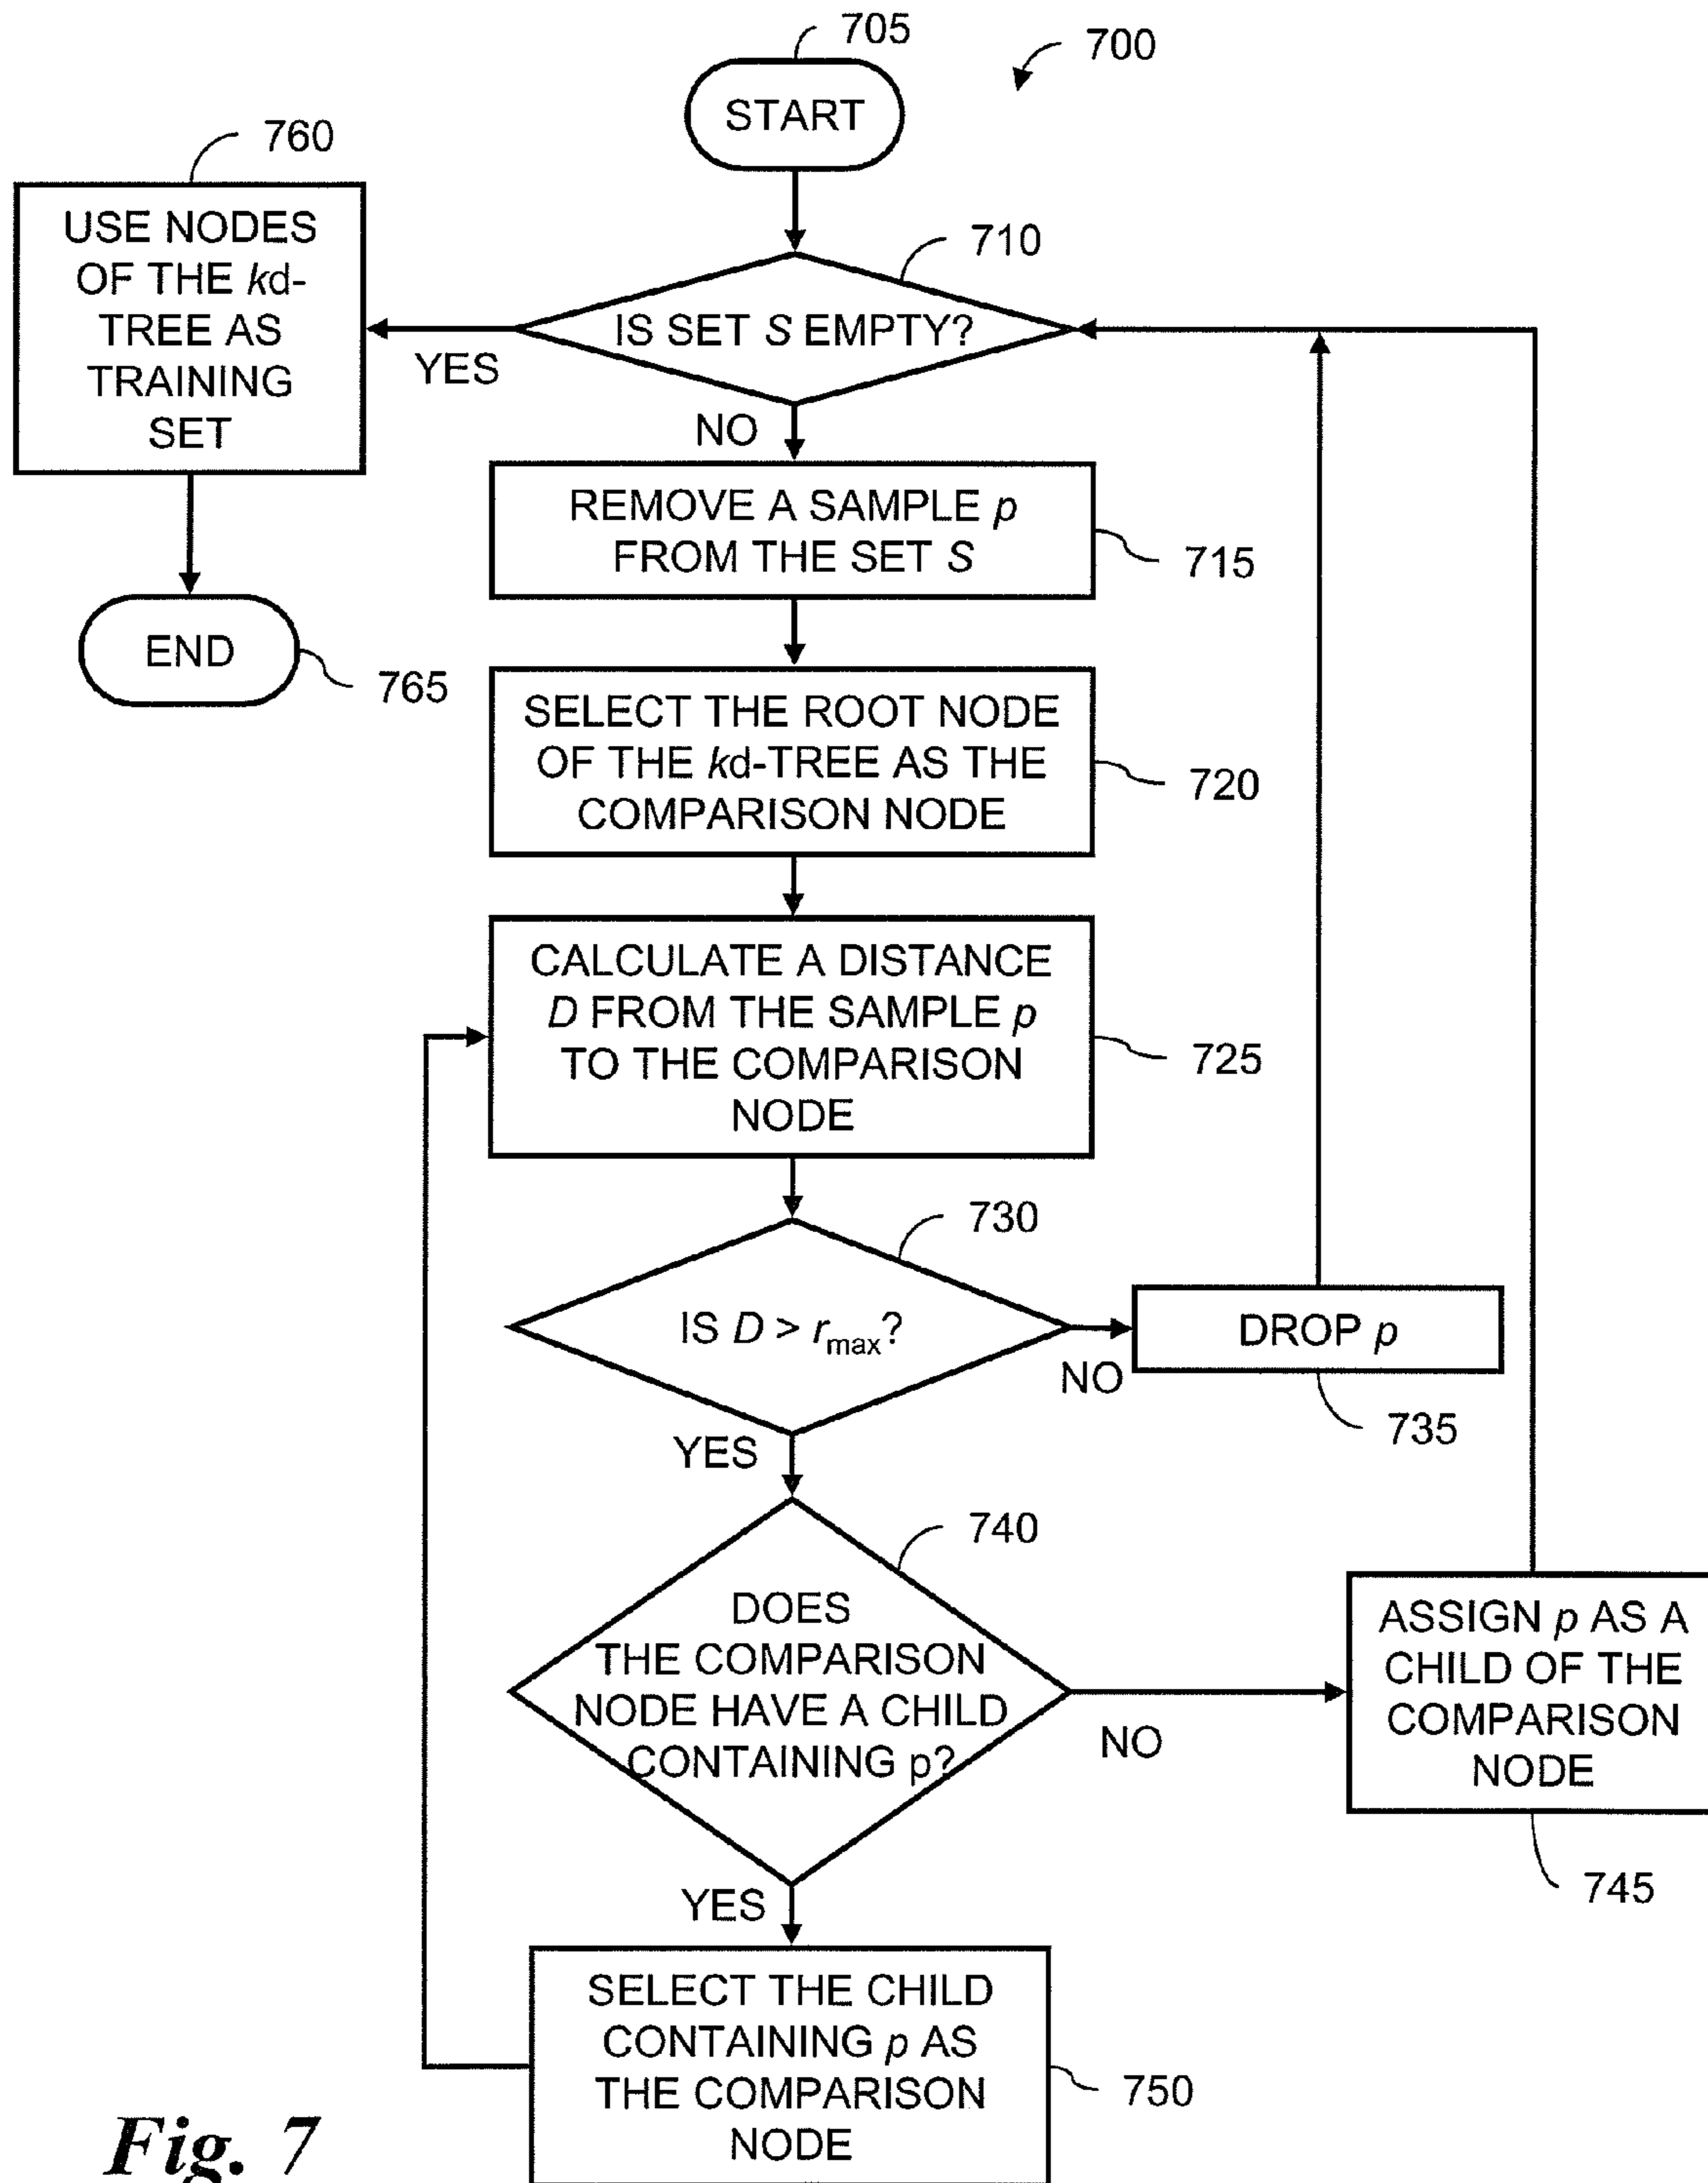 705
700
START
760
USE NODES
OF THE kd-
TREE AS
TRAINING
SET
710
IS SET S EMPTY?
YES
NO
REMOVE A SAMPLE p
FROM THE SET S
715
END
765
SELECT THE ROOT NODE
OF THE kd-TREE AS THE
COMPARISON NODE
720
CALCULATE A DISTANCE
D FROM THE SAMPLE p
TO THE COMPARISON
NODE
725
730
IS D > rmax?
NO
DROP p
735
YES
740
DOES
THE COMPARISON
NODE HAVE A CHILD
CONTAINING p?
NO
ASSIGN p AS A
CHILD OF THE
COMPARISON
NODE
745
YES
SELECT THE CHILD
CONTAINING p AS
THE COMPARISON
NODE
750
Fig. 7